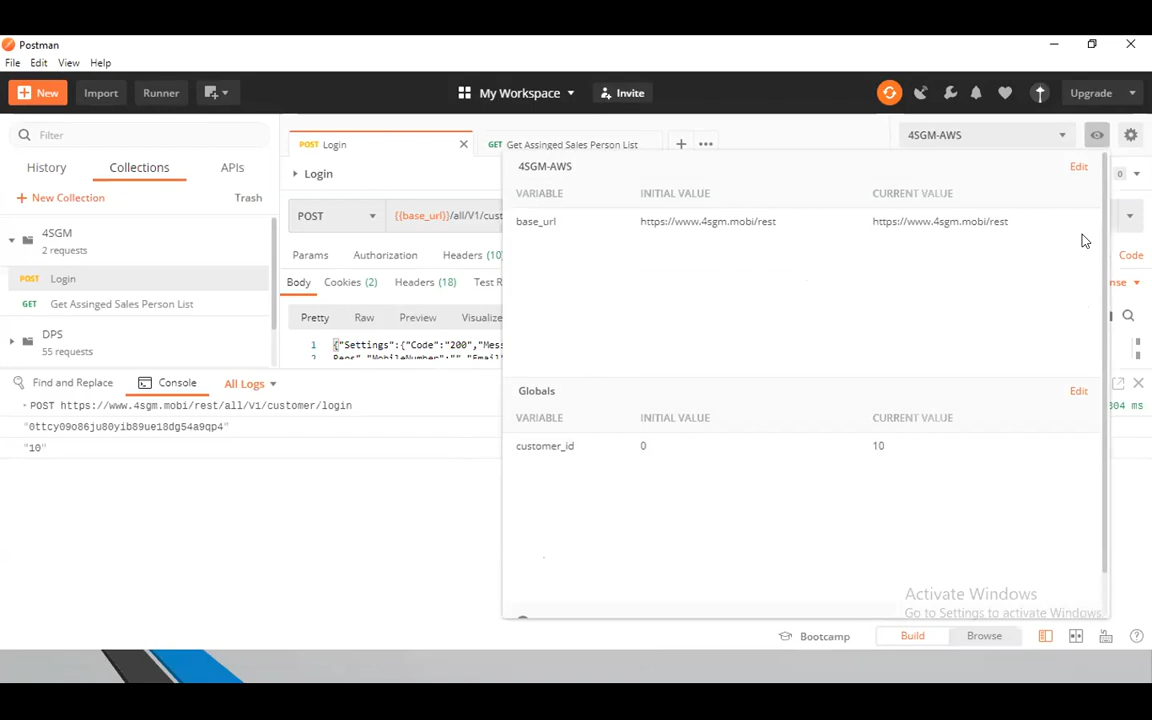 Postman
File Edit View Help
New Import Runner My Workspace Invite Upgrade
Filter
History Collections APIs
New Collection Trash
4SGM
2 requests
POST Login
GET Get Assinged Sales Person List
DPS
55 requests
POST Login GET Get Assinged Sales Person List
4SGM-AWS
Login
0
POST {{base_url}}/all/V1/cust
Params Authorization Headers (10) Code
Body Cookies (2) Headers (18) Test R
Pretty Raw Preview Visualize
1 {"Settings":{"Code":"200","Mess
2
4SGM-AWS Edit
VARIABLE INITIAL VALUE CURRENT VALUE
base_url https://www.4sgm.mobi/rest https://www.4sgm.mobi/rest
Globals Edit
VARIABLE INITIAL VALUE CURRENT VALUE
customer_id 0 10
Find and Replace Console All Logs
POST https://www.4sgm.mobi/rest/all/V1/customer/login
"0ttcy09o86ju80yib89ue18dg54a9qp4"
"10"
Activate Windows
Go to Settings to activate Windows.
Bootcamp Build Browse